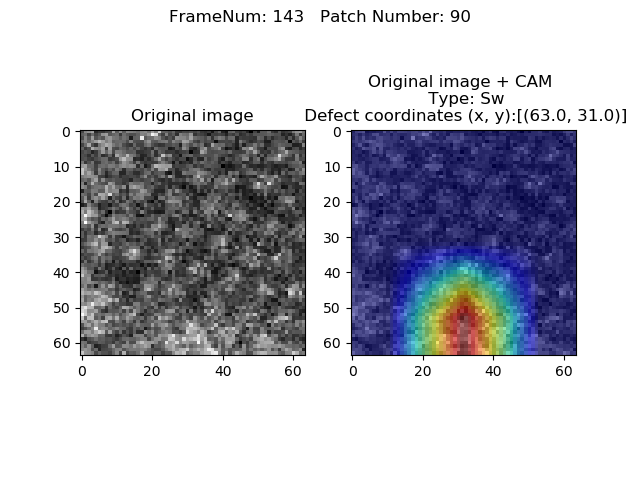 FrameNum: 143   Patch Number: 90
Original image
Original image + CAM
Type: Sw
Defect coordinates (x, y):[(63.0, 31.0)]
0
10
20
30
40
50
60
0 20 40 60
0
10
20
30
40
50
60
0 20 40 60